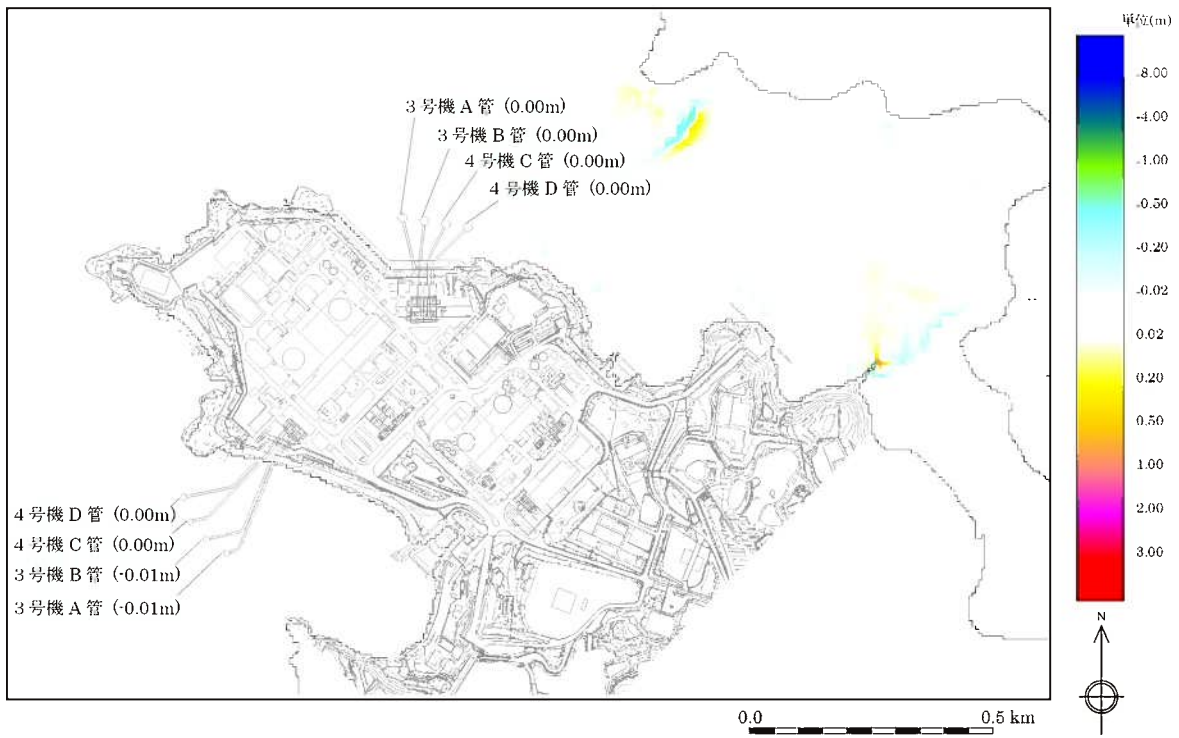 単位(m)
3号機A管 (0.00m)
3号機B管 (0.00m)
4号機C管 (0.00m)
4号機D管 (0.00m)
4号機D管 (0.00m)
4号機C管 (0.00m)
3号機B管 (-0.01m)
3号機A管 (-0.01m)
-8.00
-4.00
-1.00
-0.50
-0.20
-0.02
0.02
0.20
0.50
1.00
2.00
3.00
N
0.0
0.5 km